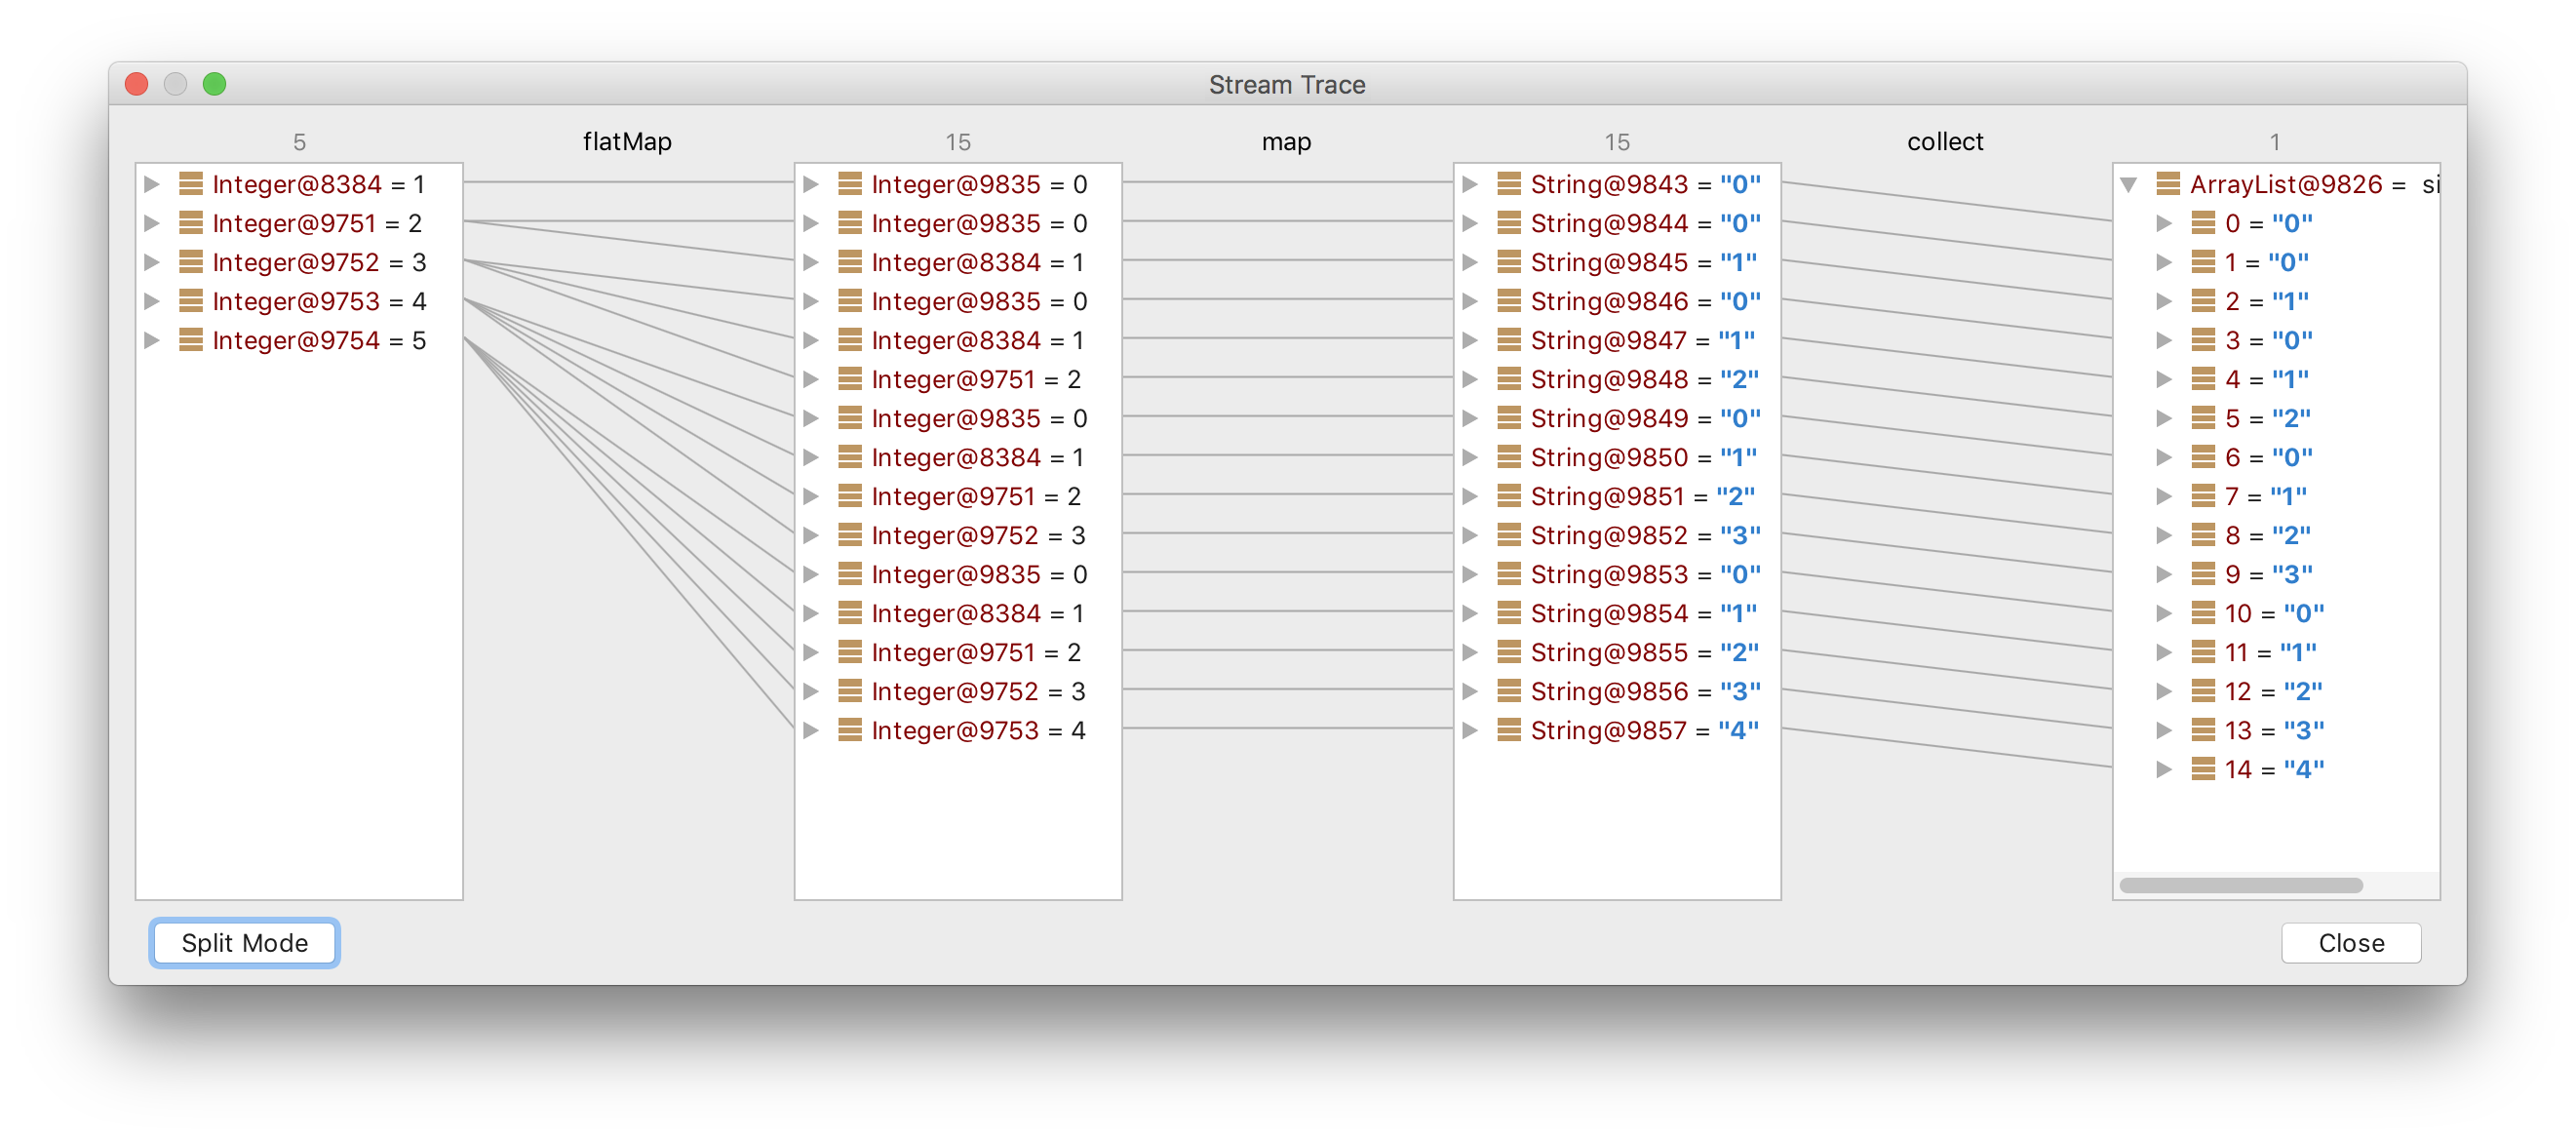 Stream Trace
5 flatMap 15 map 15 collect 1
Integer@8384 = 1
Integer@9751 = 2
Integer@9752 = 3
Integer@9753 = 4
Integer@9754 = 5
Integer@9835 = 0
Integer@9835 = 0
Integer@8384 = 1
Integer@9835 = 0
Integer@8384 = 1
Integer@9751 = 2
Integer@9835 = 0
Integer@8384 = 1
Integer@9751 = 2
Integer@9752 = 3
Integer@9835 = 0
Integer@8384 = 1
Integer@9751 = 2
Integer@9752 = 3
Integer@9753 = 4
String@9843 = "0"
String@9844 = "0"
String@9845 = "1"
String@9846 = "0"
String@9847 = "1"
String@9848 = "2"
String@9849 = "0"
String@9850 = "1"
String@9851 = "2"
String@9852 = "3"
String@9853 = "0"
String@9854 = "1"
String@9855 = "2"
String@9856 = "3"
String@9857 = "4"
ArrayList@9826 = si
0 = "0"
1 = "0"
2 = "1"
3 = "0"
4 = "1"
5 = "2"
6 = "0"
7 = "1"
8 = "2"
9 = "3"
10 = "0"
11 = "1"
12 = "2"
13 = "3"
14 = "4"
Split Mode
Close